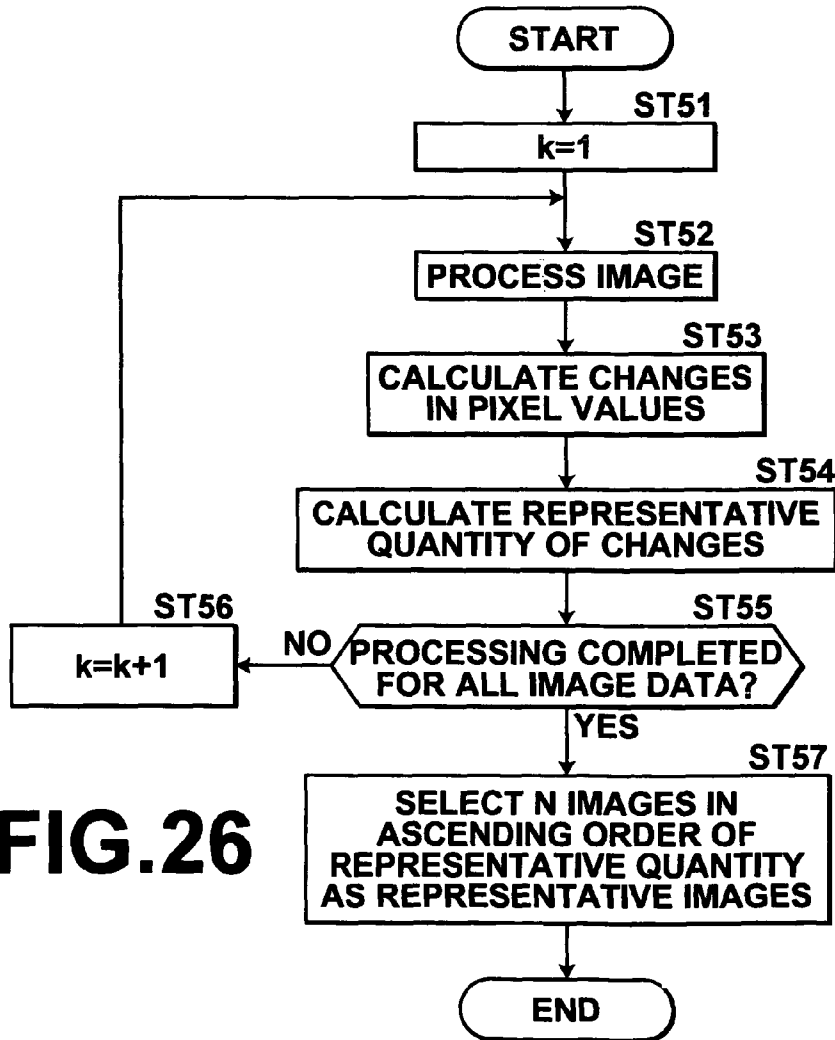 START
ST51
k=1
ST52
PROCESS IMAGE
ST53
CALCULATE CHANGES
IN PIXEL VALUES
ST54
CALCULATE REPRESENTATIVE
QUANTITY OF CHANGES
ST56
k=k+1
NO
ST55
PROCESSING COMPLETED
FOR ALL IMAGE DATA?
YES
ST57
SELECT N IMAGES IN
ASCENDING ORDER OF
REPRESENTATIVE QUANTITY
AS REPRESENTATIVE IMAGES
FIG.26
END